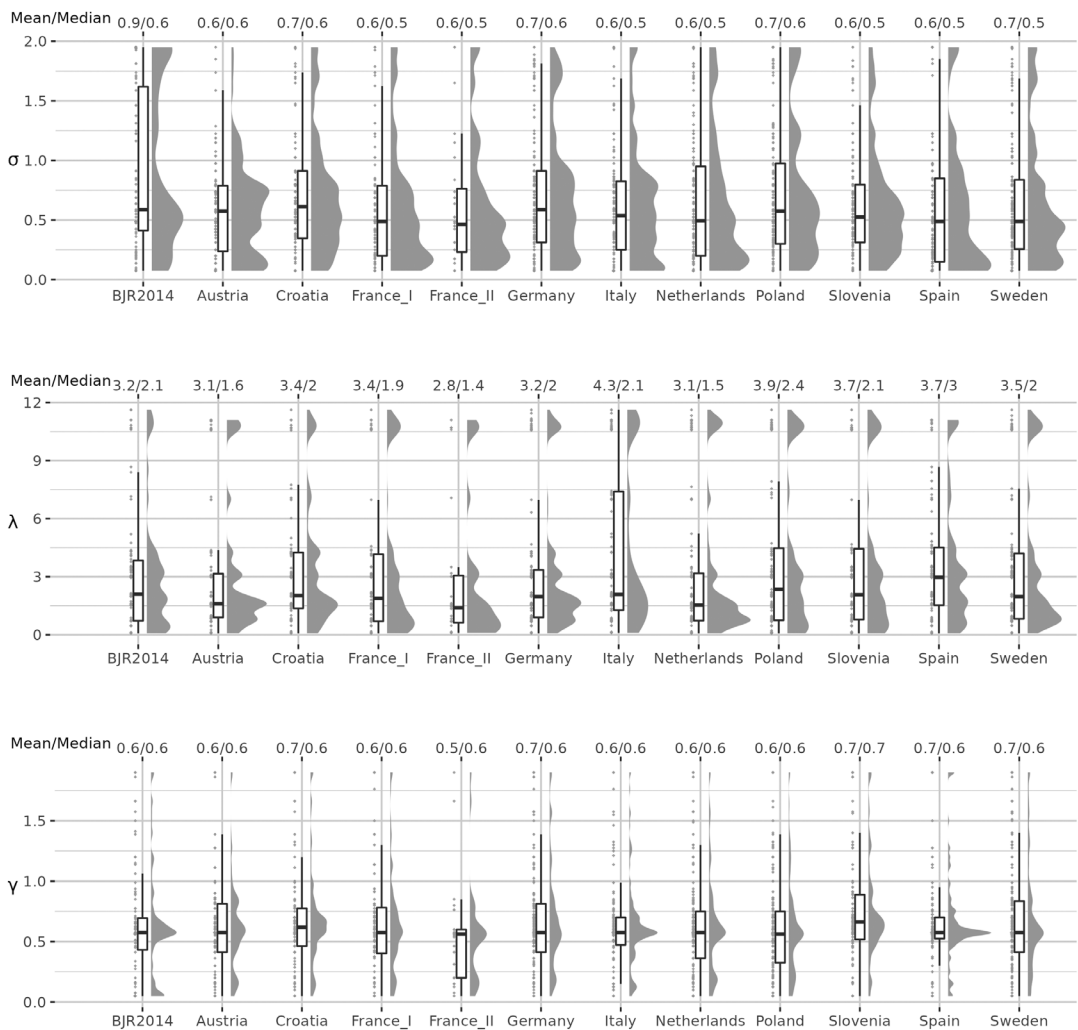 Mean/Median 0.9/0.6 0.6/0.6 0.7/0.6 0.6/0.5 0.6/0.5 0.7/0.6 0.6/0.5 0.6/0.5 0.7/0.6 0.6/0.5 0.6/0.5 0.7/0.5
2.0
1.5
σ 1.0
0.5
0.0
BJR2014 Austria Croatia France_I France_II Germany Italy Netherlands Poland Slovenia Spain Sweden
Mean/Median 3.2/2.1 3.1/1.6 3.4/2 3.4/1.9 2.8/1.4 3.2/2 4.3/2.1 3.1/1.5 3.9/2.4 3.7/2.1 3.7/3 3.5/2
12
9
λ 6
3
0
BJR2014 Austria Croatia France_I France_II Germany Italy Netherlands Poland Slovenia Spain Sweden
Mean/Median 0.6/0.6 0.6/0.6 0.7/0.6 0.6/0.6 0.5/0.6 0.7/0.6 0.6/0.6 0.6/0.6 0.6/0.6 0.7/0.7 0.7/0.6 0.7/0.6
1.5
γ 1.0
0.5
0.0
BJR2014 Austria Croatia France_I France_II Germany Italy Netherlands Poland Slovenia Spain Sweden